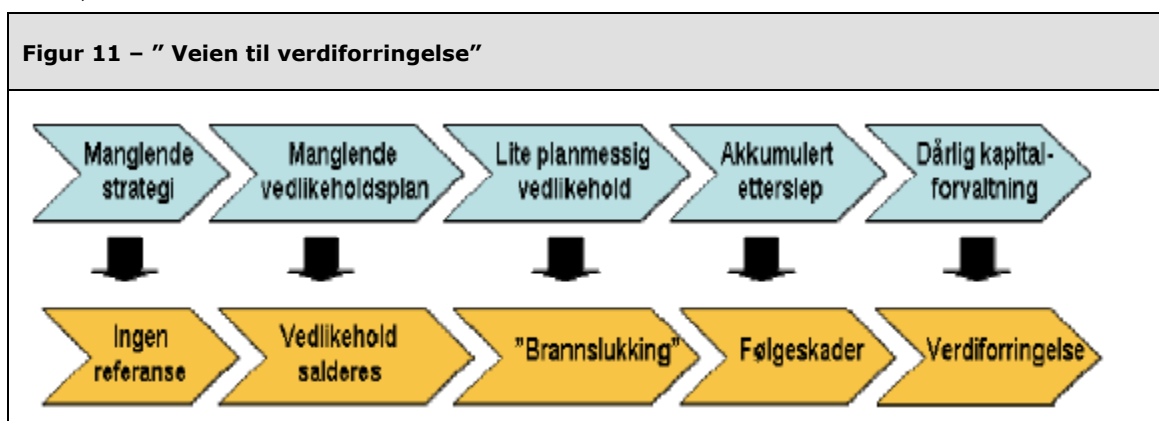 Figur 11 – ” Veien til verdiforringelse”
Manglende
strategi
Manglende
vedlikeholdsplan
Lite planmessig
vedlikehold
Akkumulert
etterslep
Dårlig kapital-
forvaltning
Ingen
referanse
Vedlikehold
salderes
”Brannslukking”
Følgeskader
Verdiforringelse